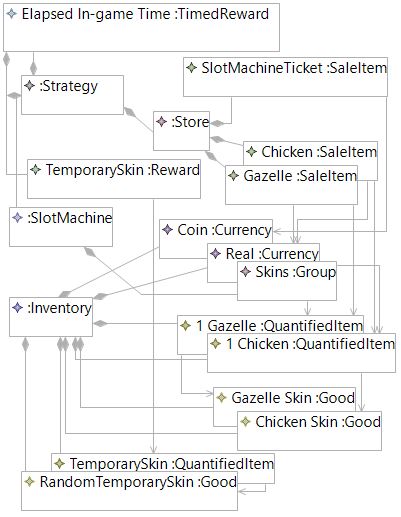 Elapsed In-game Time :TimedReward
SlotMachineTicket :SaleItem
:Strategy
:Store
Chicken :SaleItem
TemporarySkin :Reward
Gazelle :SaleItem
:SlotMachine
Coin :Currency
Real :Currency
Skins :Group
:Inventory
1 Gazelle :QuantifiedItem
1 Chicken :QuantifiedItem
Gazelle Skin :Good
Chicken Skin :Good
TemporarySkin :QuantifiedItem
RandomTemporarySkin :Good